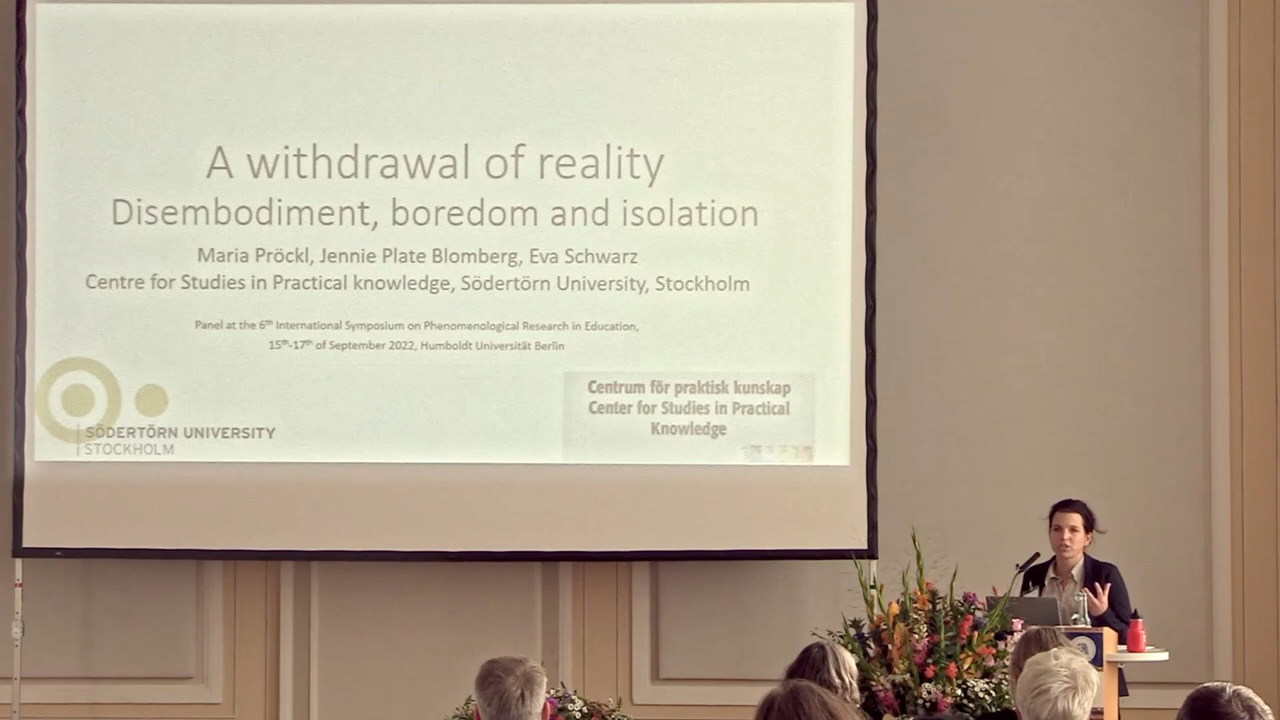 A withdrawal of reality
Disembodiment, boredom and isolation
Maria Pröckl, Jennie Plate Blomberg, Eva Schwarz
Centre for Studies in Practical knowledge, Södertörn University, Stockholm
Panel at the 6th International Symposium on Phenomenological Research in Education,
15th-17th of September 2022, Humboldt Universität Berlin
SÖDERTÖRN UNIVERSITY
STOCKHOLM
Centrum för praktisk kunskap
Center for Studies in Practical
Knowledge